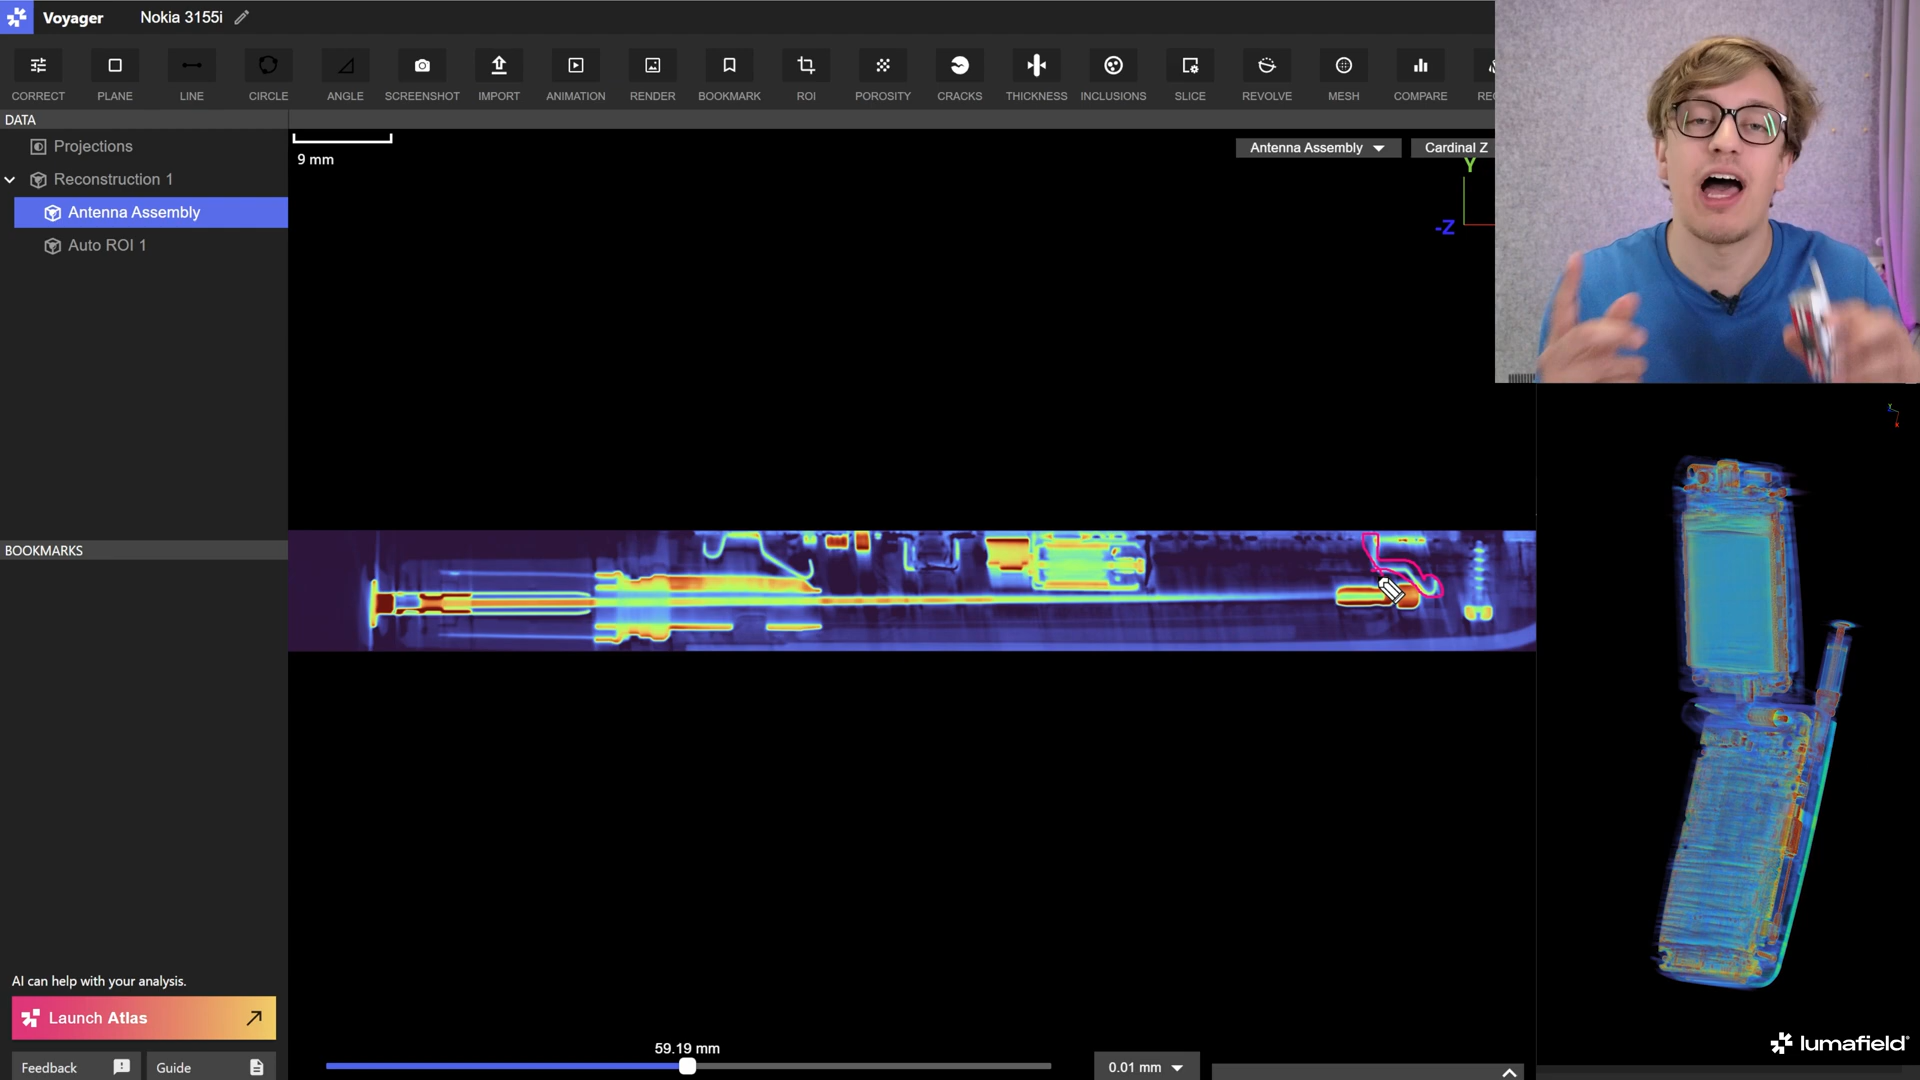 Voyager
Nokia 3155i
CORRECT
PLANE
LINE
CIRCLE
ANGLE
SCREENSHOT
IMPORT
ANIMATION
RENDER
BOOKMARK
ROI
POROSITY
CRACKS
THICKNESS
INCLUSIONS
SLICE
REVOLVE
MESH
COMPARE
DATA
Projections
Reconstruction 1
Antenna Assembly
Auto ROI 1
9 mm
Antenna Assembly
Cardinal Z
Y
-Z
BOOKMARKS
AI can help with your analysis.
Launch Atlas
Feedback
Guide
59.19 mm
0.01 mm
lumafield